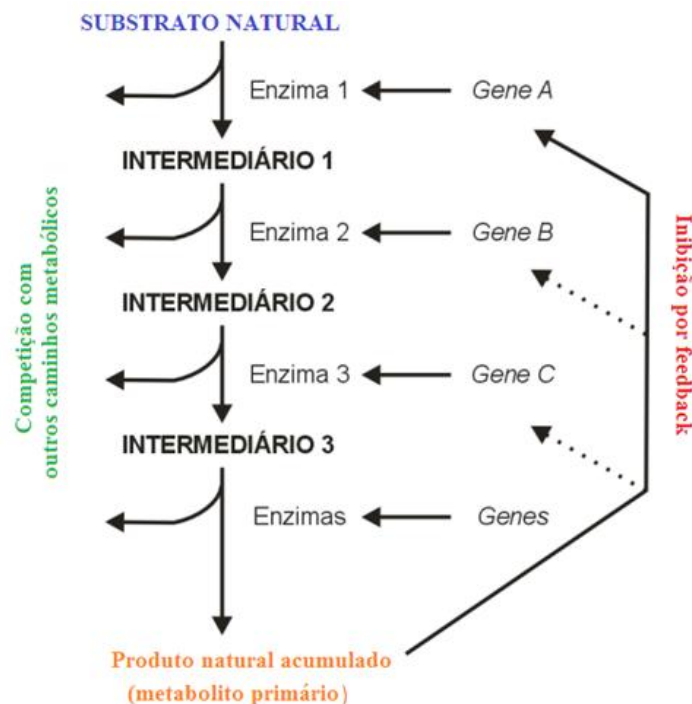 SUBSTRATO NATURAL
Enzima 1
Gene A
INTERMEDIÁRIO 1
Enzima 2
Gene B
INTERMEDIÁRIO 2
Enzima 3
Gene C
INTERMEDIÁRIO 3
Enzimas
Genes
Produto natural acumulado
(metabolito primário)
Competição com
outros caminhos metabólicos
Inibição por feedback